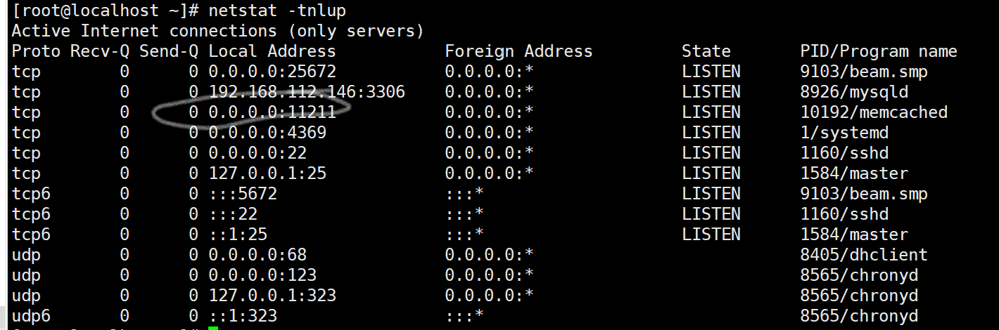 [root@localhost ~]# netstat -tnlup
Active Internet connections (only servers)
Proto Recv-Q Send-Q Local Address           Foreign Address         State       PID/Program name
tcp        0      0 0.0.0.0:25672           0.0.0.0:*               LISTEN      9103/beam.smp
tcp        0      0 192.168.112.146:3306    0.0.0.0:*               LISTEN      8926/mysqld
tcp        0      0 0.0.0.0:11211           0.0.0.0:*               LISTEN      10192/memcached
tcp        0      0 0.0.0.0:4369            0.0.0.0:*               LISTEN      1/systemd
tcp        0      0 0.0.0.0:22              0.0.0.0:*               LISTEN      1160/sshd
tcp        0      0 127.0.0.1:25            0.0.0.0:*               LISTEN      1584/master
tcp6       0      0 :::5672                 :::*                    LISTEN      9103/beam.smp
tcp6       0      0 :::22                   :::*                    LISTEN      1160/sshd
tcp6       0      0 ::1:25                  :::*                    LISTEN      1584/master
udp        0      0 0.0.0.0:68              0.0.0.0:*                           8405/dhclient
udp        0      0 0.0.0.0:123             0.0.0.0:*                           8565/chronyd
udp        0      0 127.0.0.1:323           0.0.0.0:*                           8565/chronyd
udp6       0      0 ::1:323                 :::*                                8565/chronyd